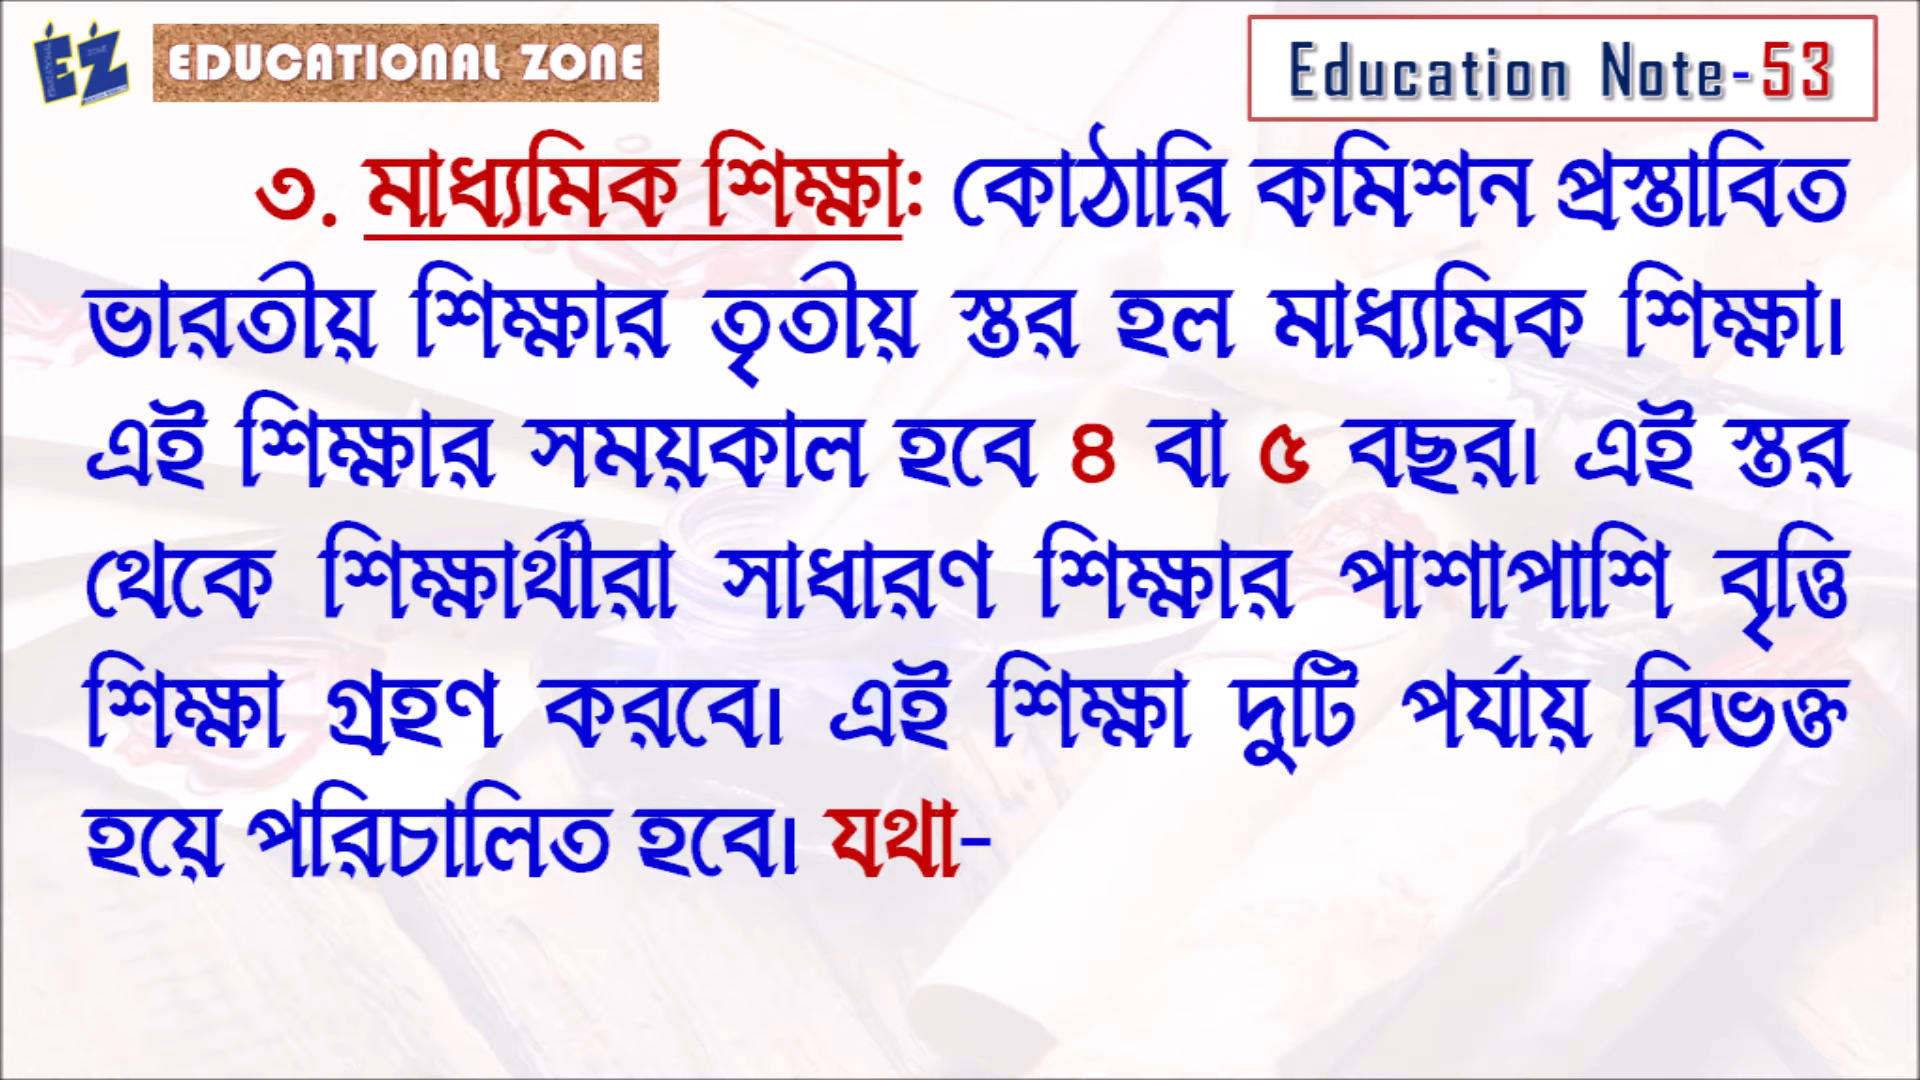 EZ EDUCATIONAL ZONE
Education Note-53
৩. মাধ্যমিক শিক্ষাঃ কোঠারি কমিশন প্রস্তাবিত
ভারতীয় শিক্ষার তৃতীয় স্তর হল মাধ্যমিক শিক্ষা।
এই শিক্ষার সময়কাল হবে ৪ বা ৫ বছর। এই স্তর
থেকে শিক্ষার্থীরা সাধারণ শিক্ষার পাশাপাশি বৃত্তি
শিক্ষা গ্রহণ করবে। এই শিক্ষা দুটি পর্যায় বিভক্ত
হয়ে পরিচালিত হবে। যথা-